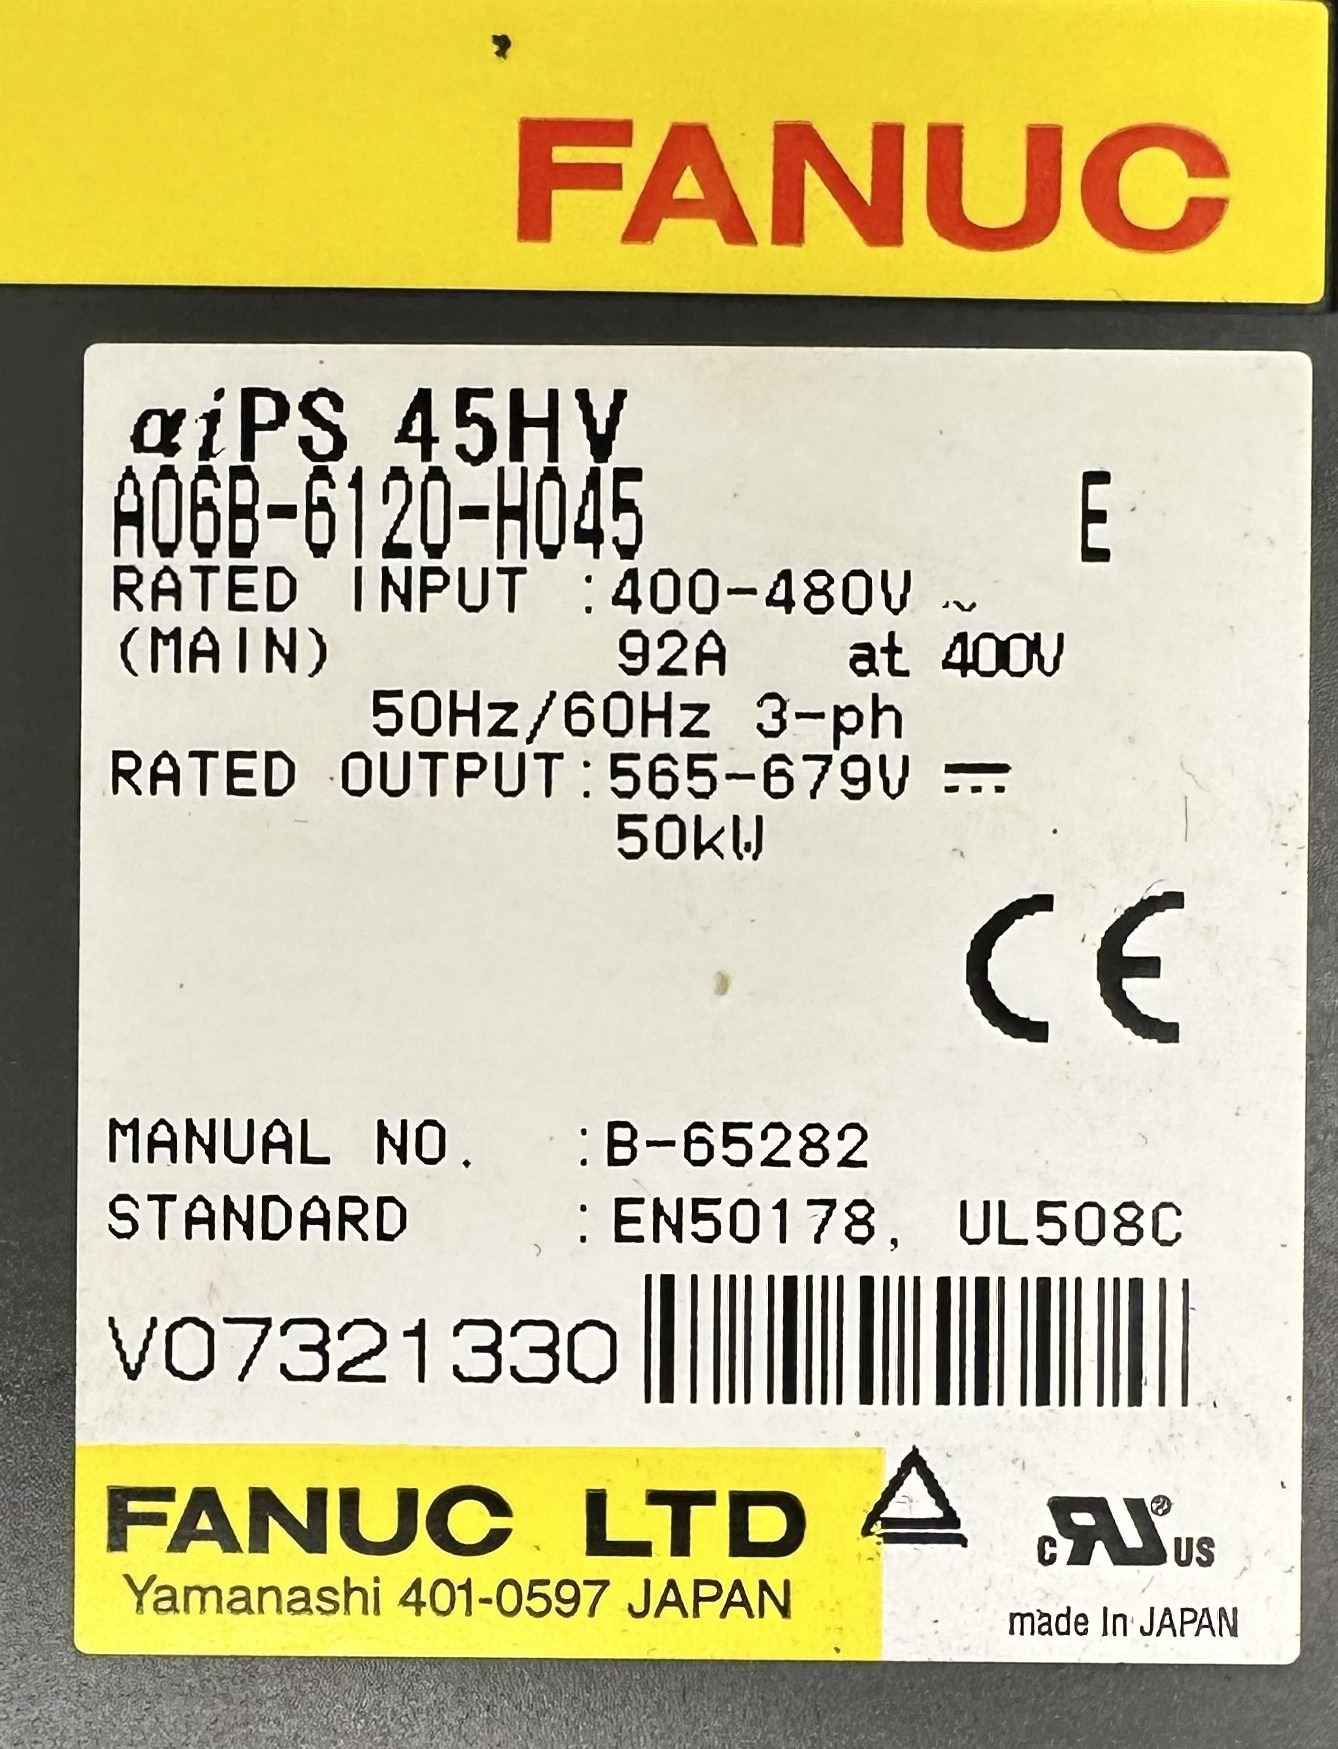 FANUC
αiPS 45HV
A06B-6120-H045 E
RATED INPUT :400-480V ~
(MAIN) 92A at 400V
50Hz/60Hz 3-ph
RATED OUTPUT:565-679V ⎓
50kW
CE
MANUAL NO. :B-65282
STANDARD :EN50178, UL508C
V07321330
FANUC LTD
Yamanashi 401-0597 JAPAN
c RU ® US
made In JAPAN